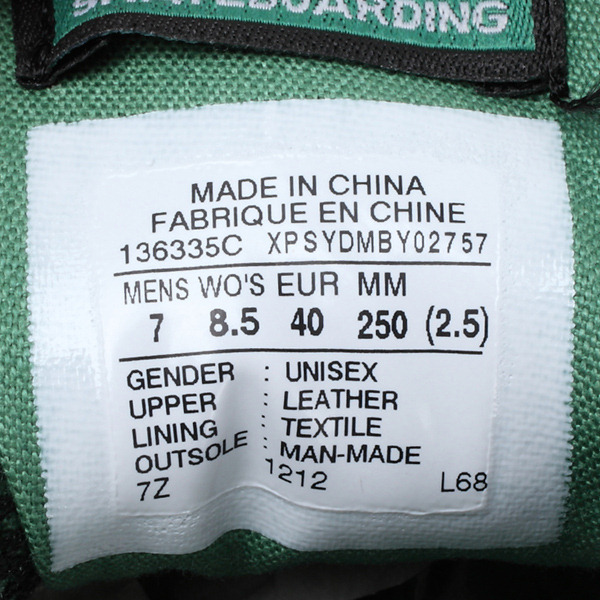 SKATEBOARDING
MADE IN CHINA
FABRIQUE EN CHINE
136335C XPSYDMBY02757
MENS WO'S EUR MM
7 8.5 40 250 (2.5)
GENDER : UNISEX
UPPER : LEATHER
LINING : TEXTILE
OUTSOLE : MAN-MADE
7Z 1212 L68